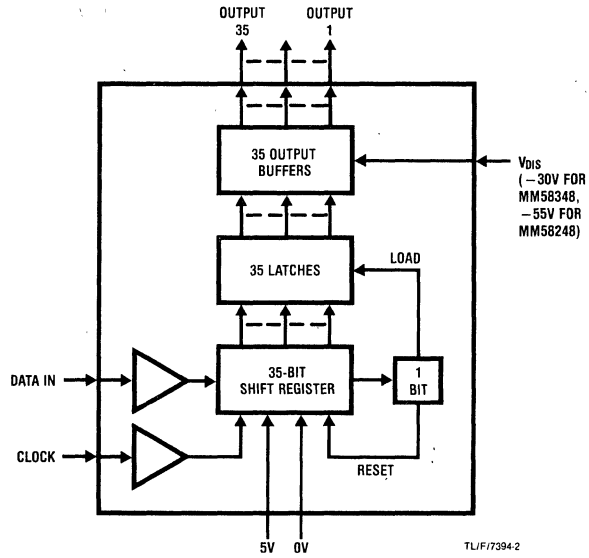 OUTPUT OUTPUT
35 1
35 OUTPUT
BUFFERS
VDIS
(−30V FOR
MM58348,
−55V FOR
MM58248)
35 LATCHES
LOAD
DATA IN
35-BIT
SHIFT REGISTER
1
BIT
CLOCK
RESET
5V 0V
TL/F/7394-2